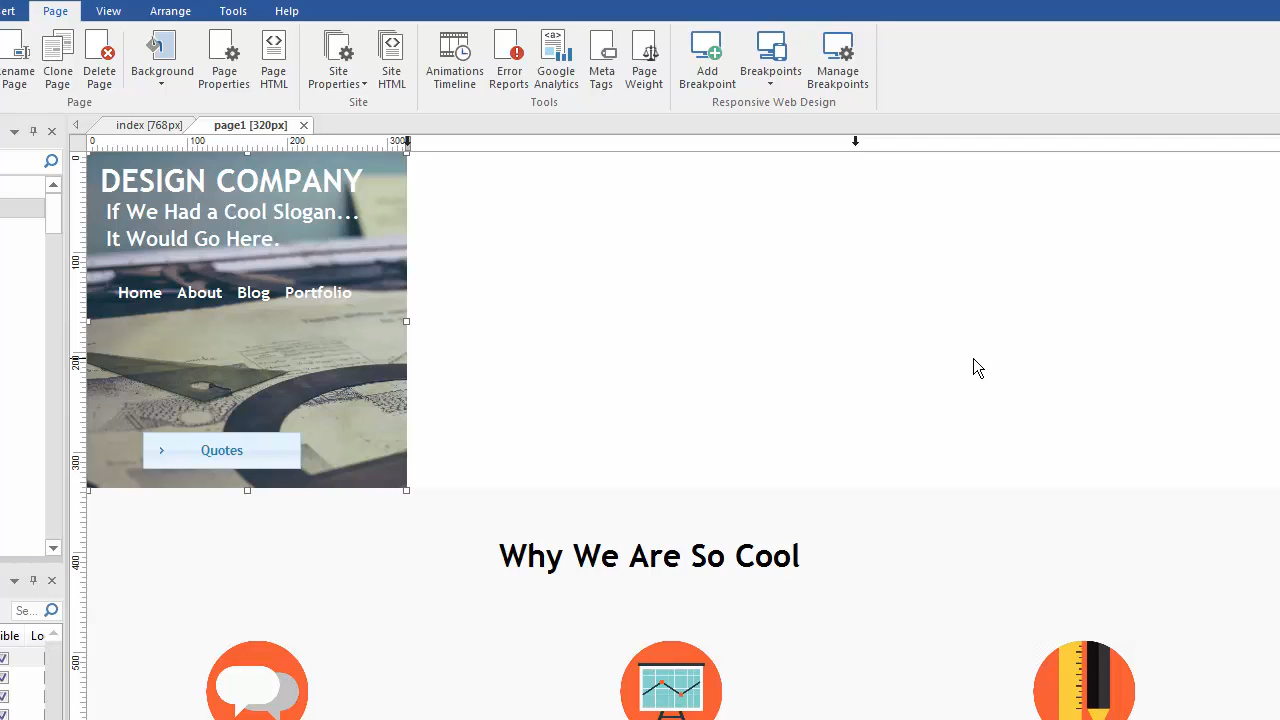 ert Page View Arrange Tools Help
ename Page
Clone Page
Delete Page
Background
Page Properties
Page HTML
Site Properties
Site HTML
Animations Timeline
Error Reports
Google Analytics
Meta Tags
Page Weight
Add Breakpoint
Breakpoints
Manage Breakpoints
Page Site Tools Responsive Web Design
index [768px] page1 [320px]
0 100 200 300
0
100
200
300
400
500
DESIGN COMPANY
If We Had a Cool Slogan...
It Would Go Here.
Home About Blog Portfolio
Quotes
Why We Are So Cool
Se...
ible Lo